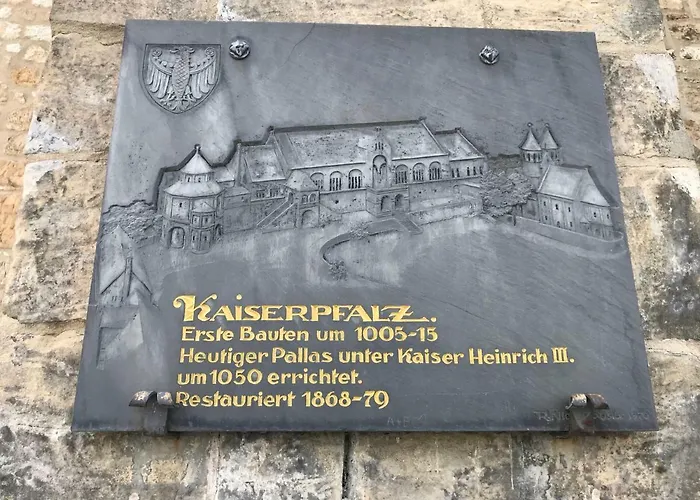 KAISERPFALZ.
Erste Bauten um 1005-15
Heutiger Pallas unter Kaiser Heinrich III.
um 1050 errichtet.
Restauriert 1868-79